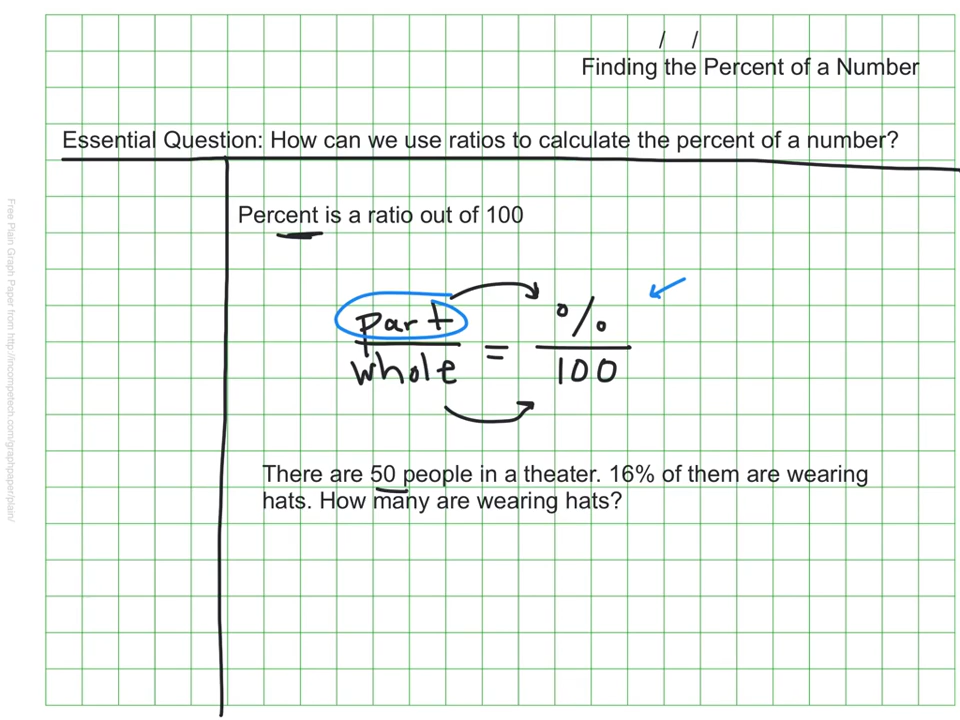 / /
Finding the Percent of a Number
Essential Question: How can we use ratios to calculate the percent of a number?
Percent is a ratio out of 100
part
whole
=
%
100
There are 50 people in a theater. 16% of them are wearing
hats. How many are wearing hats?
Free Plain Graph Paper from http://incompetech.com/graphpaper/plain/